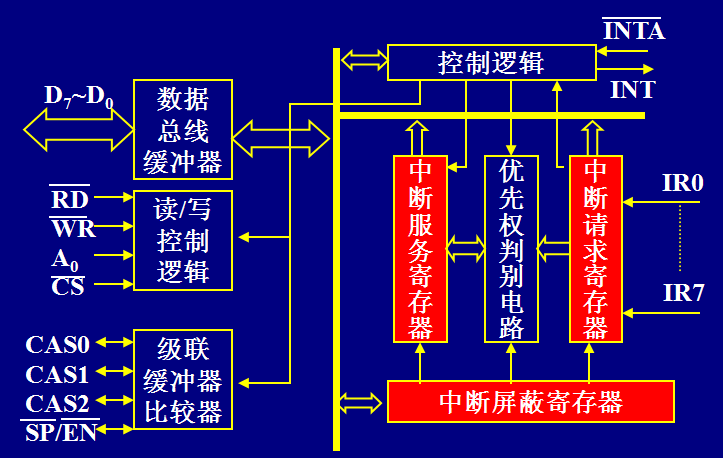 INTA
控制逻辑
INT
D7~D0
数据
总线
缓冲器
RD
WR
A0
CS
读/写
控制
逻辑
中断服务寄存器
优先权判别电路
中断请求寄存器
IR0
IR7
CAS0
CAS1
CAS2
SP/EN
级联
缓冲器
比较器
中断屏蔽寄存器